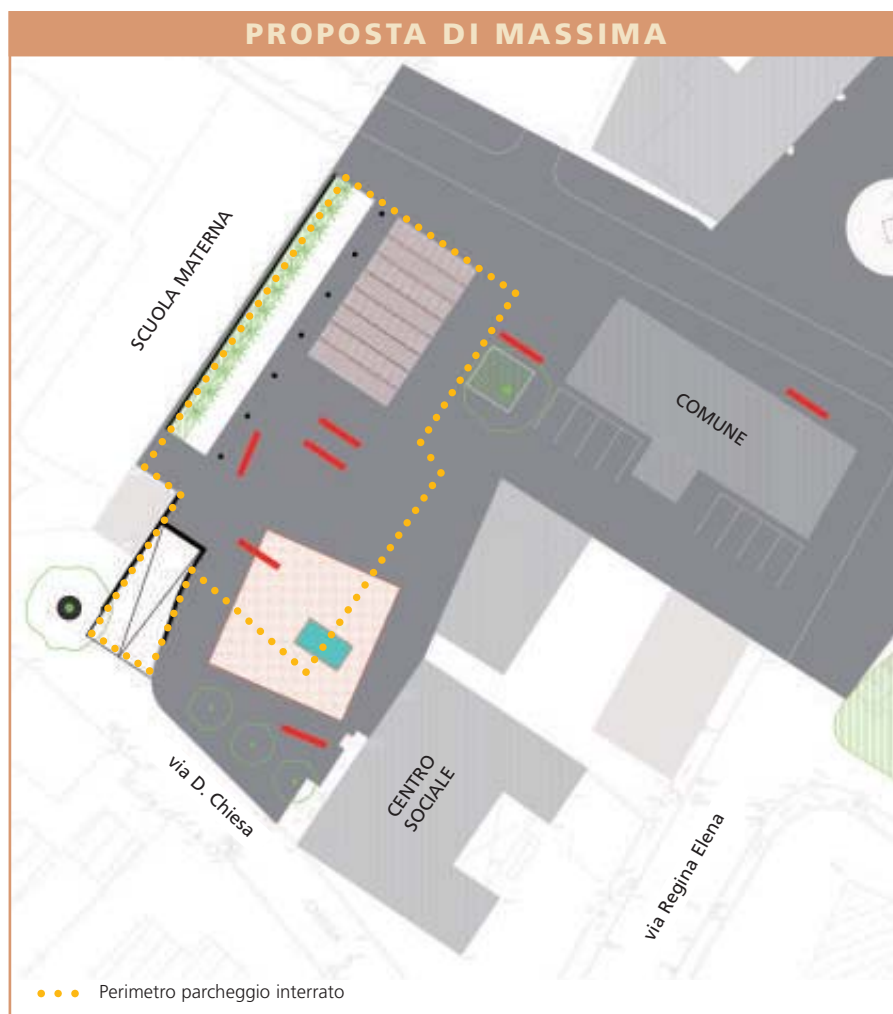 PROPOSTA DI MASSIMA
SCUOLA MATERNA
COMUNE
CENTRO
SOCIALE
via D. Chiesa
via Regina Elena
Perimetro parcheggio interrato